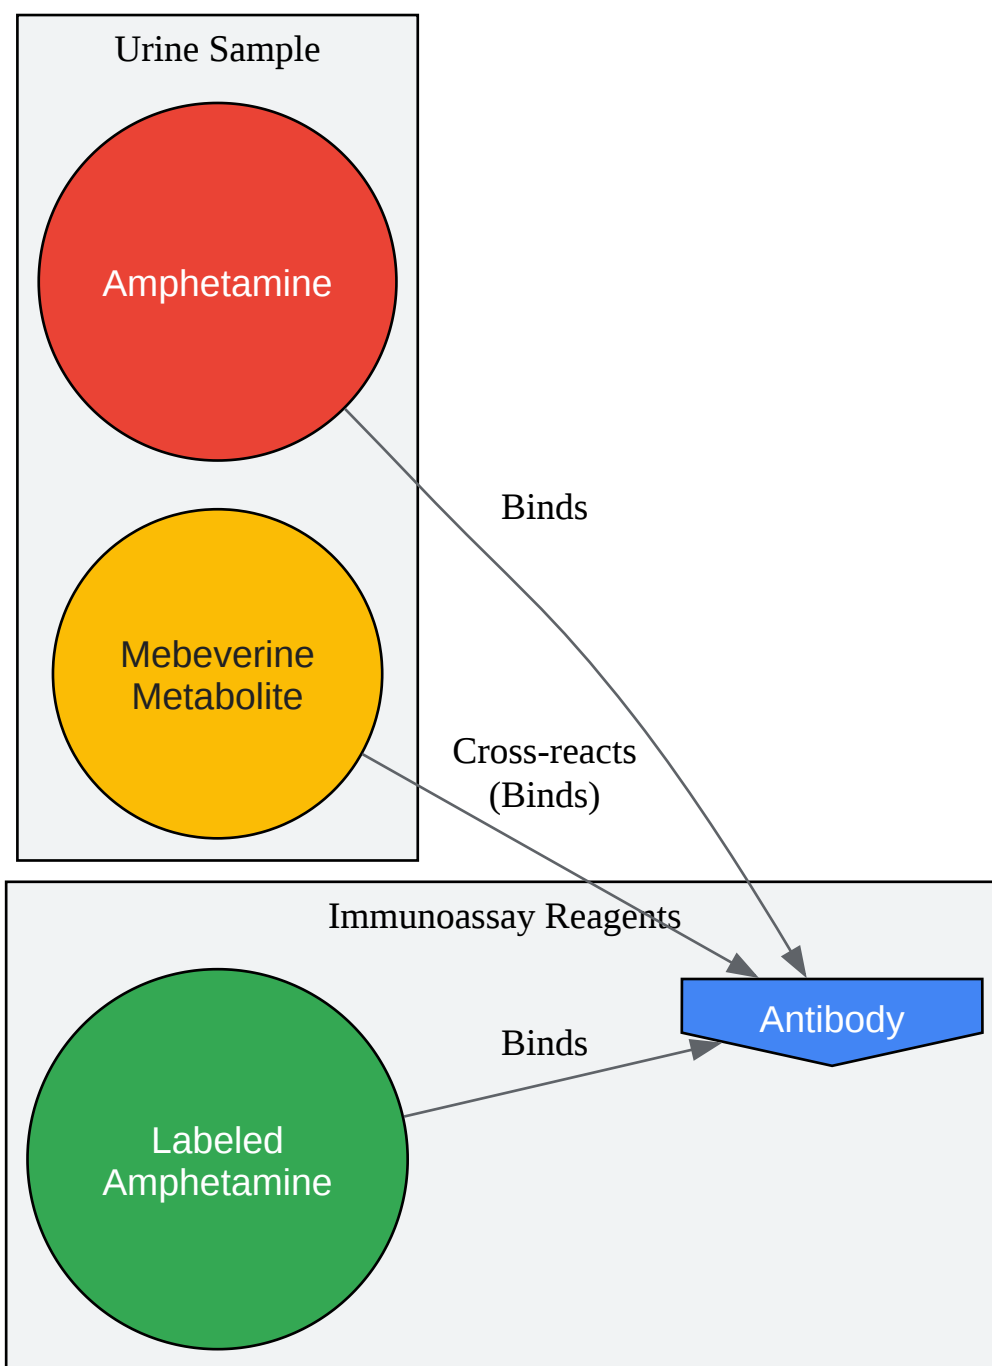 Urine Sample
Amphetamine
Binds
Mebeverine
Metabolite
Cross-reacts
(Binds)
Immunoassay Reagents
Antibody
Binds
Labeled
Amphetamine